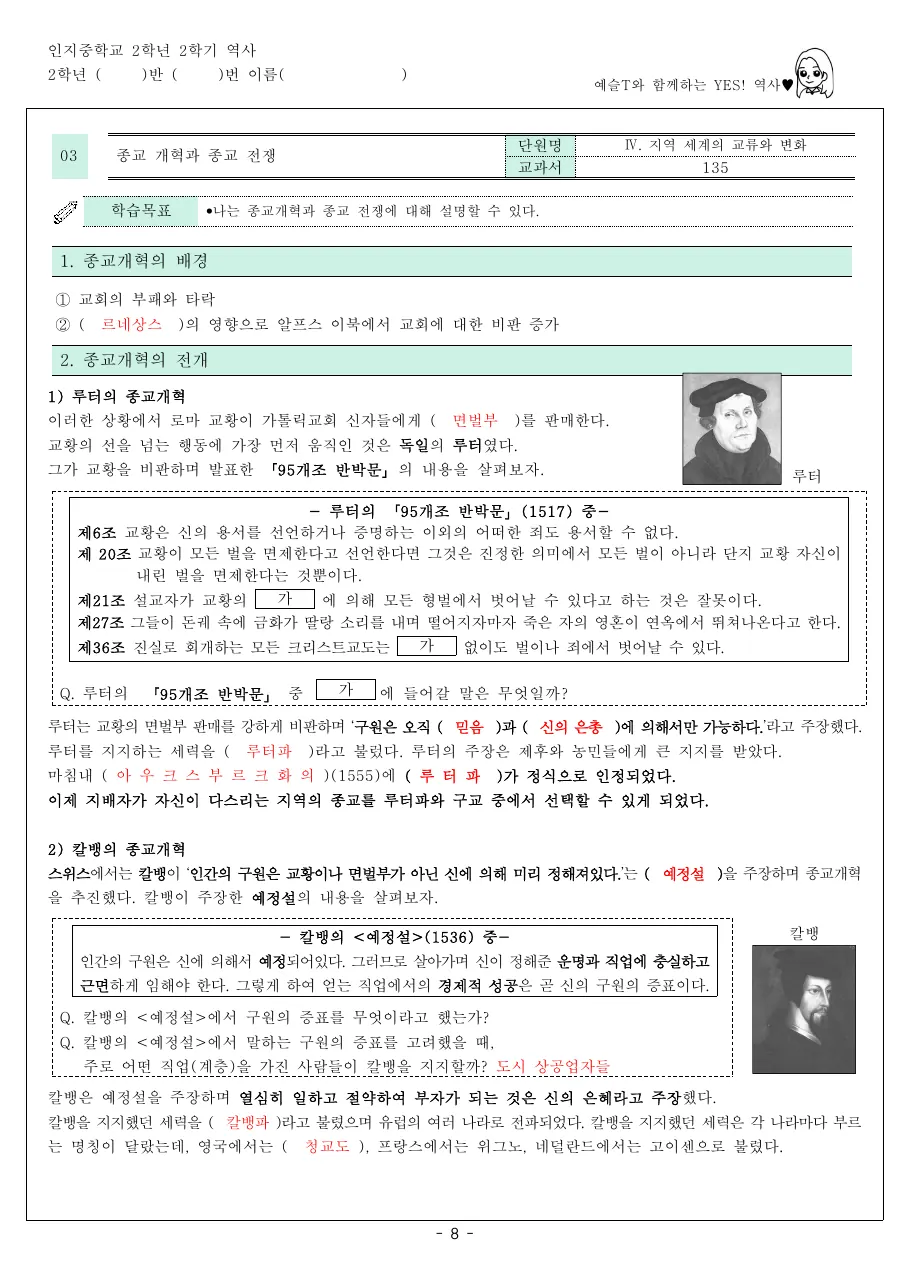 인지중학교 2학년 2학기 역사
2학년 (      )반 (      )번 이름(                )
예슬T와 함께하는 YES! 역사♥
03 종교 개혁과 종교 전쟁
단원명 Ⅳ. 지역 세계의 교류와 변화
교과서 135
학습목표 •나는 종교개혁과 종교 전쟁에 대해 설명할 수 있다.
1. 종교개혁의 배경
① 교회의 부패와 타락
② ( 르네상스 )의 영향으로 알프스 이북에서 교회에 대한 비판 증가
2. 종교개혁의 전개
1) 루터의 종교개혁
이러한 상황에서 로마 교황이 가톨릭교회 신자들에게 ( 면벌부 )를 판매한다.
교황의 선을 넘는 행동에 가장 먼저 움직인 것은 독일의 루터였다.
그가 교황을 비판하며 발표한 「95개조 반박문」의 내용을 살펴보자.
루터
- 루터의 「95개조 반박문」(1517) 중-
제6조 교황은 신의 용서를 선언하거나 증명하는 이외의 어떠한 죄도 용서할 수 없다.
제 20조 교황이 모든 벌을 면제한다고 선언한다면 그것은 진정한 의미에서 모든 벌이 아니라 단지 교황 자신이
내린 벌을 면제한다는 것뿐이다.
제21조 설교자가 교황의 가 에 의해 모든 형벌에서 벗어날 수 있다고 하는 것은 잘못이다.
제27조 그들이 돈궤 속에 금화가 딸랑 소리를 내며 떨어지자마자 죽은 자의 영혼이 연옥에서 뛰쳐나온다고 한다.
제36조 진실로 회개하는 모든 크리스트교도는 가 없이도 벌이나 죄에서 벗어날 수 있다.
Q. 루터의 「95개조 반박문」 중 가 에 들어갈 말은 무엇일까?
루터는 교황의 면벌부 판매를 강하게 비판하며 '구원은 오직 ( 믿음 )과 ( 신의 은총 )에 의해서만 가능하다.'라고 주장했다.
루터를 지지하는 세력을 ( 루터파 )라고 불렀다. 루터의 주장은 제후와 농민들에게 큰 지지를 받았다.
마침내 ( 아 우 크 스 부 르 크 화 의 )(1555)에 ( 루 터 파 )가 정식으로 인정되었다.
이제 지배자가 자신이 다스리는 지역의 종교를 루터파와 구교 중에서 선택할 수 있게 되었다.
2) 칼뱅의 종교개혁
스위스에서는 칼뱅이 '인간의 구원은 교황이나 면벌부가 아닌 신에 의해 미리 정해져있다.'는 ( 예정설 )을 주장하며 종교개혁
을 추진했다. 칼뱅이 주장한 예정설의 내용을 살펴보자.
칼뱅
- 칼뱅의 <예정설>(1536) 중-
인간의 구원은 신에 의해서 예정되어있다. 그러므로 살아가며 신이 정해준 운명과 직업에 충실하고
근면하게 임해야 한다. 그렇게 하여 얻는 직업에서의 경제적 성공은 곧 신의 구원의 증표이다.
Q. 칼뱅의 <예정설>에서 구원의 증표를 무엇이라고 했는가?
Q. 칼뱅의 <예정설>에서 말하는 구원의 증표를 고려했을 때,
주로 어떤 직업(계층)을 가진 사람들이 칼뱅을 지지할까? 도시 상공업자들
칼뱅은 예정설을 주장하며 열심히 일하고 절약하여 부자가 되는 것은 신의 은혜라고 주장했다.
칼뱅을 지지했던 세력을 ( 칼뱅파 )라고 불렀으며 유럽의 여러 나라로 전파되었다. 칼뱅을 지지했던 세력은 각 나라마다 부르
는 명칭이 달랐는데, 영국에서는 ( 청교도 ), 프랑스에서는 위그노, 네덜란드에서는 고이센으로 불렸다.
- 8 -